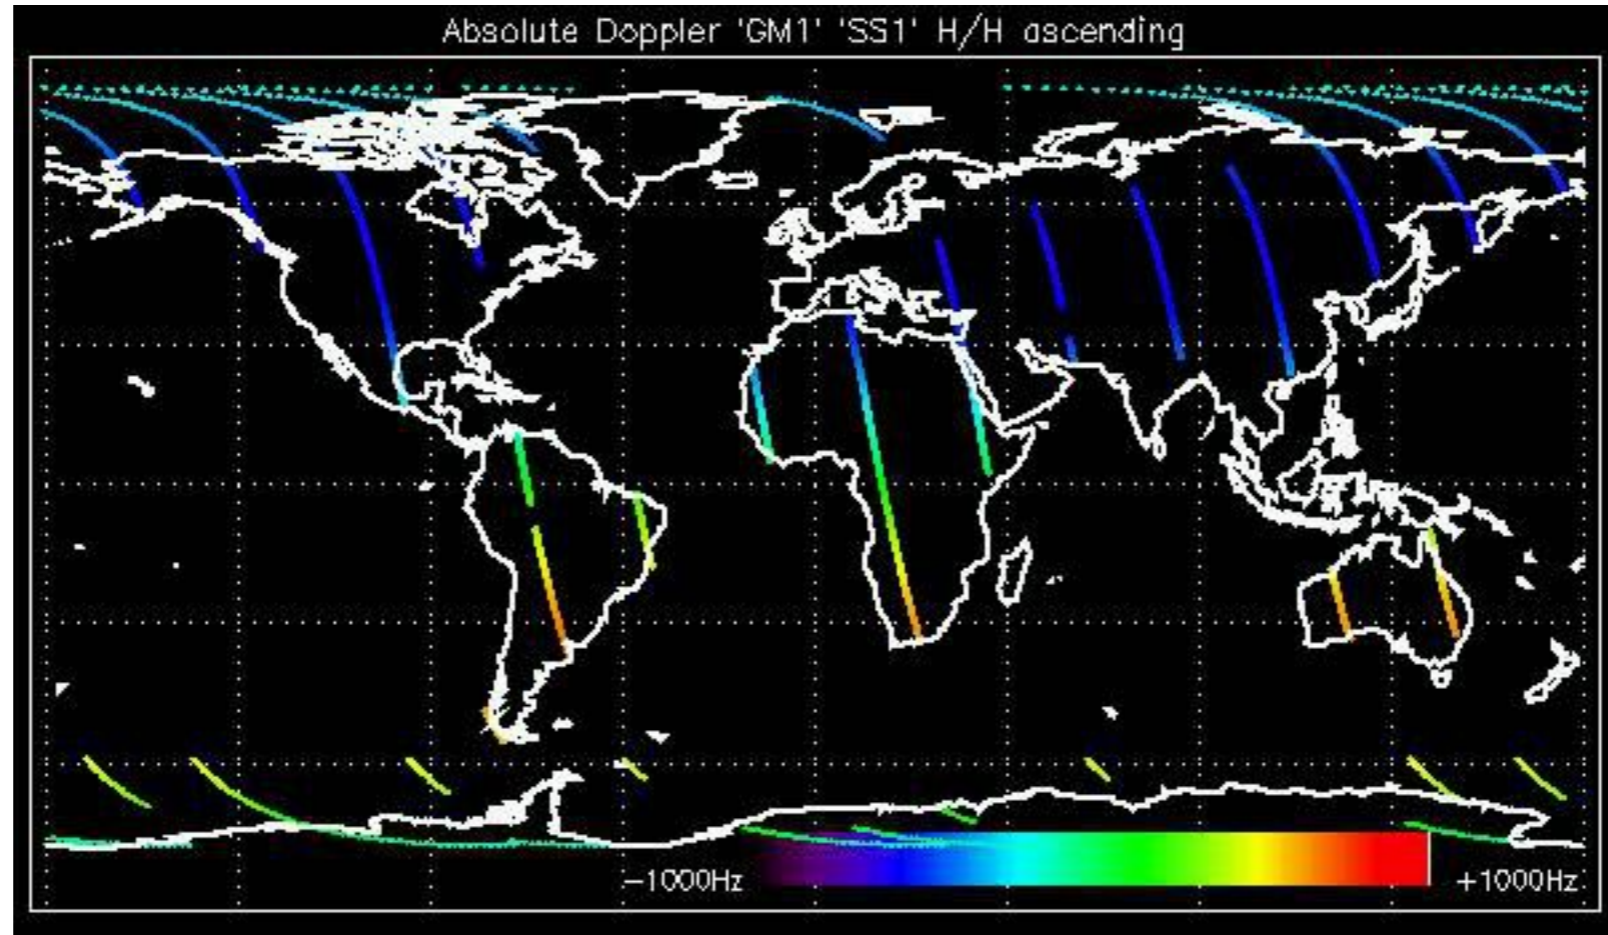 Absolute Doppler 'GM1' 'SS1' H/H ascending
−1000Hz
+1000Hz